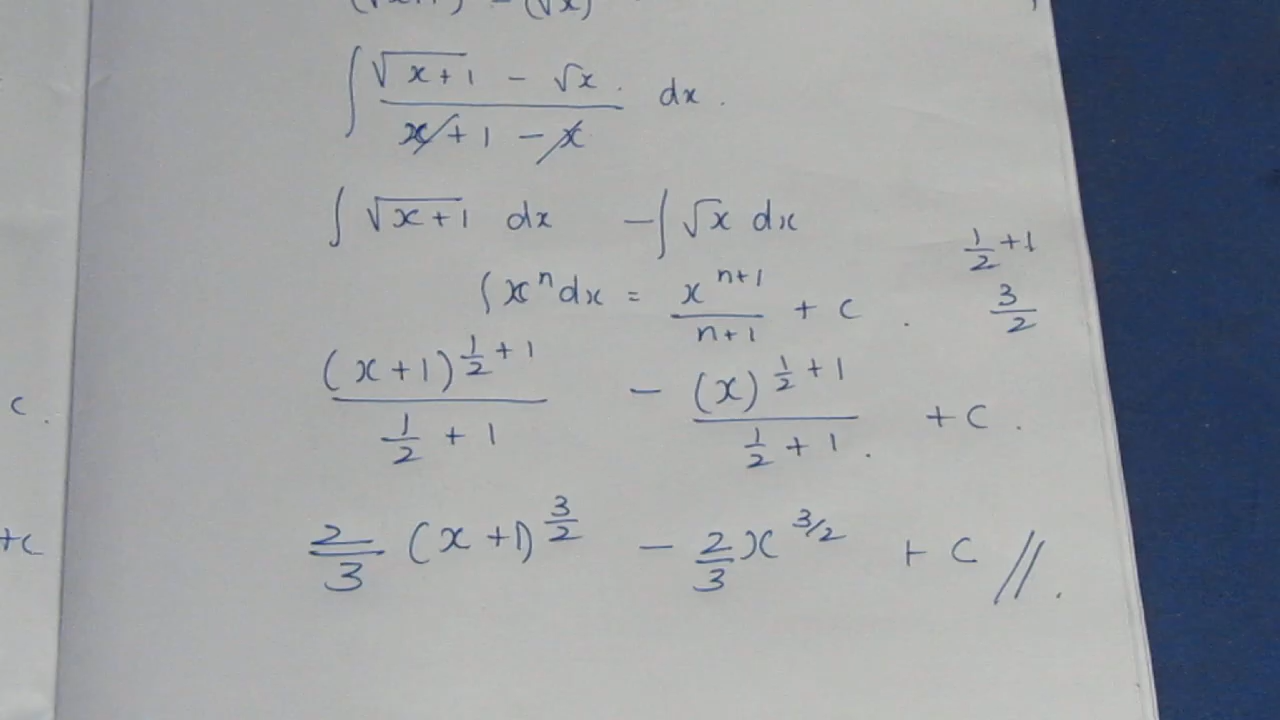 ∫ (√(x+1) - √x) / (x+1 - x) dx .
∫ √(x+1) dx - ∫ √x dx
1/2 + 1
∫ xⁿ dx = x^(n+1) / (n+1) + c .
3/2
(x+1)^(1/2 + 1) / (1/2 + 1) - (x)^(1/2 + 1) / (1/2 + 1) . + c .
c .
2/3 (x+1)^(3/2) - 2/3 x^(3/2) + c // .
+c